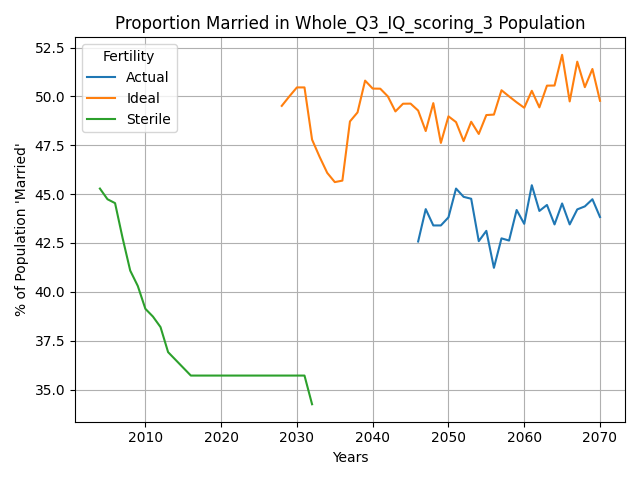 Proportion Married in Whole_Q3_IQ_scoring_3 Population
Fertility
Actual
Ideal
Sterile
% of Population 'Married'
52.5
50.0
47.5
45.0
42.5
40.0
37.5
35.0
2010 2020 2030 2040 2050 2060 2070
Years